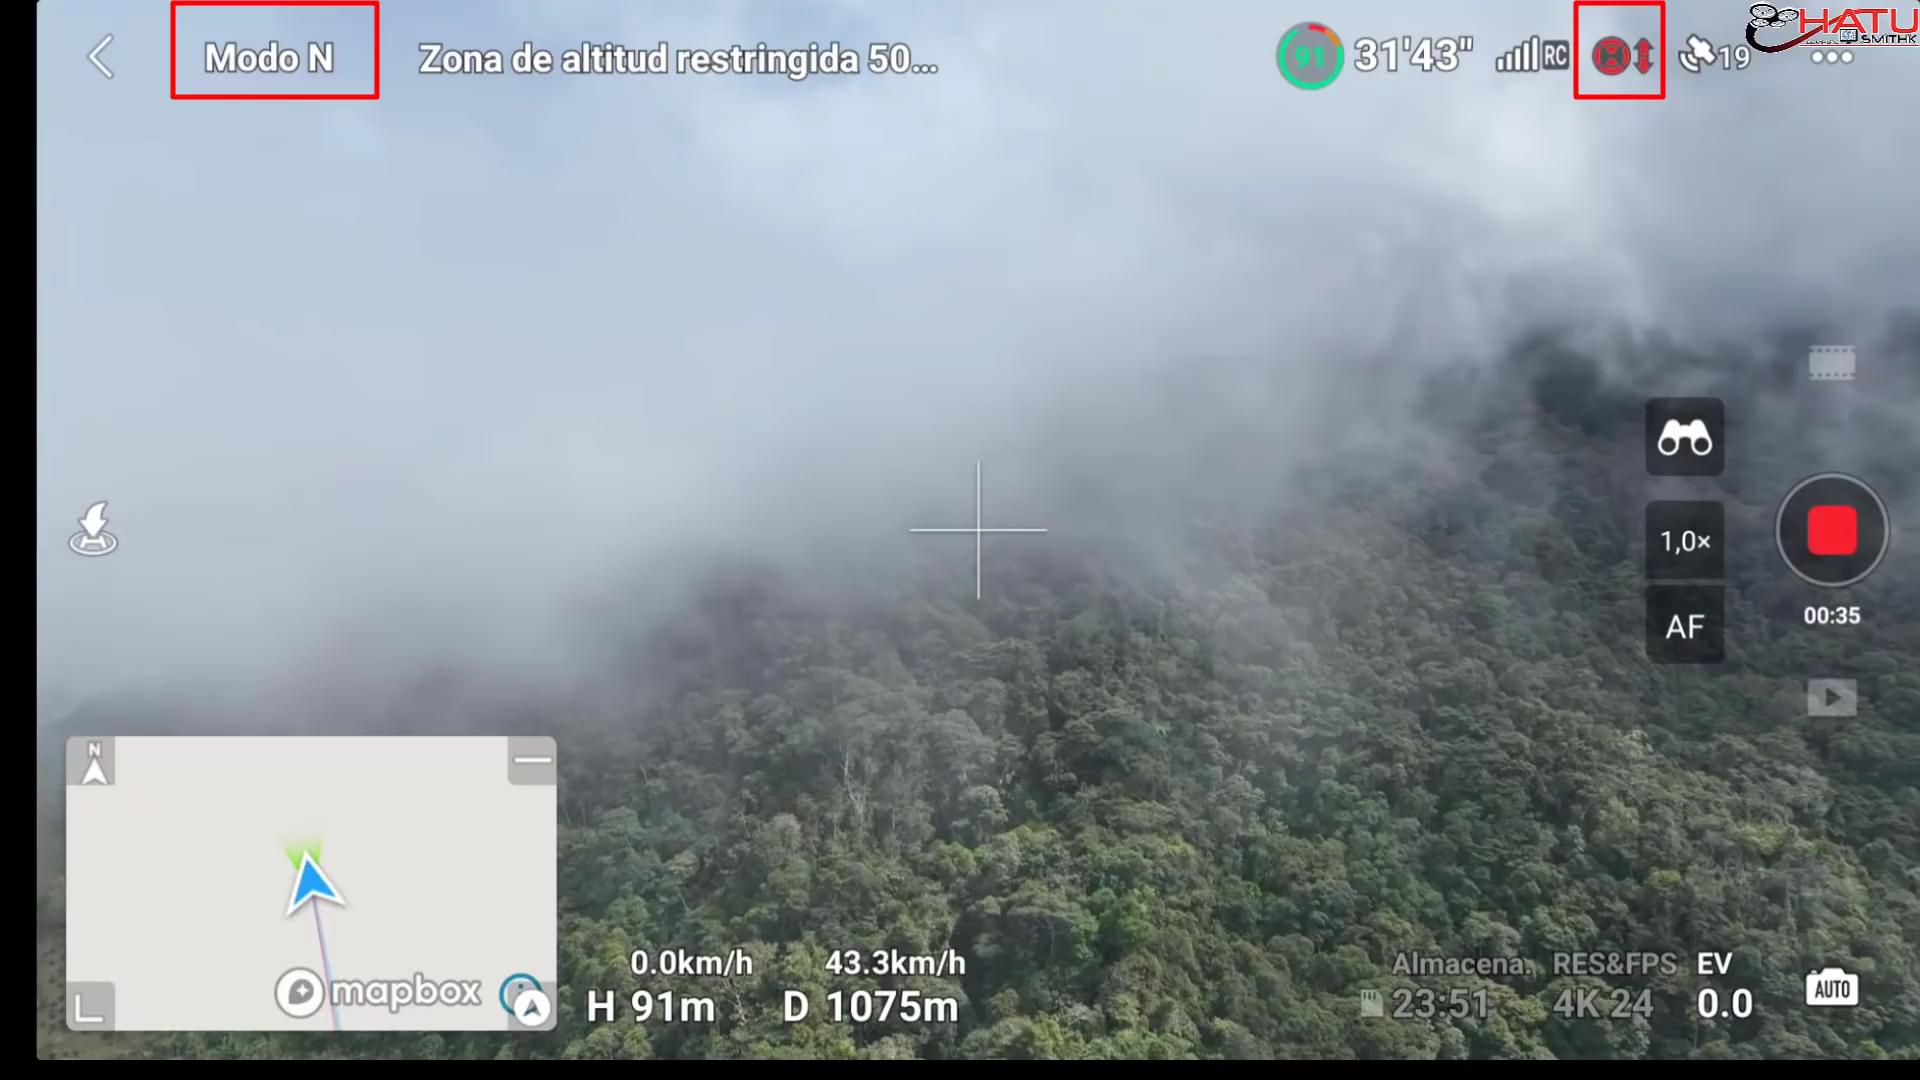 Modo N
Zona de altitud restringida 50...
91
31'43"
RC
19
HATU
SMITHK
1,0×
AF
00:35
N
mapbox
L
0.0km/h
43.3km/h
H 91m
D 1075m
Almacena.
23:51
RES&FPS
4K 24
EV
0.0
AUTO